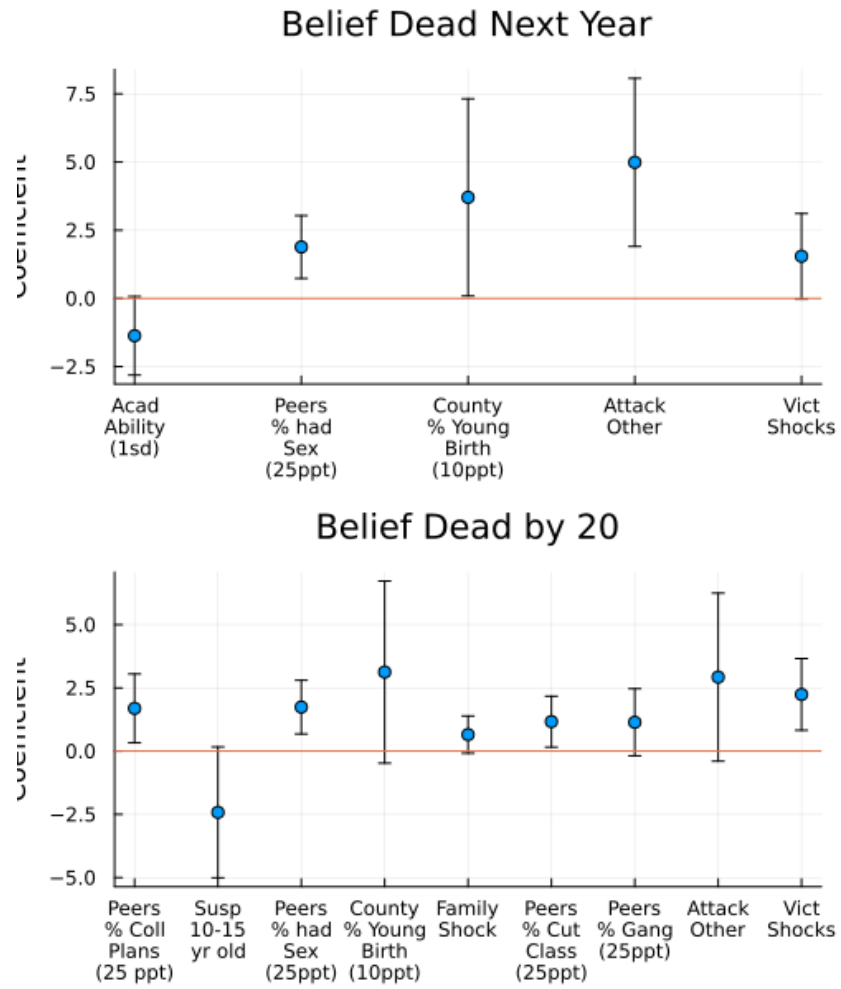 Belief Dead Next Year
Coefficient
7.5
5.0
2.5
0.0
−2.5
Acad
Ability
(1sd)
Peers
% had
Sex
(25ppt)
County
% Young
Birth
(10ppt)
Attack
Other
Vict
Shocks
Belief Dead by 20
Coefficient
5.0
2.5
0.0
−2.5
−5.0
Peers
% Coll
Plans
(25 ppt)
Susp
10-15
yr old
Peers
% had
Sex
(25ppt)
County
% Young
Birth
(10ppt)
Family
Shock
Peers
% Cut
Class
(25ppt)
Peers
% Gang
(25ppt)
Attack
Other
Vict
Shocks